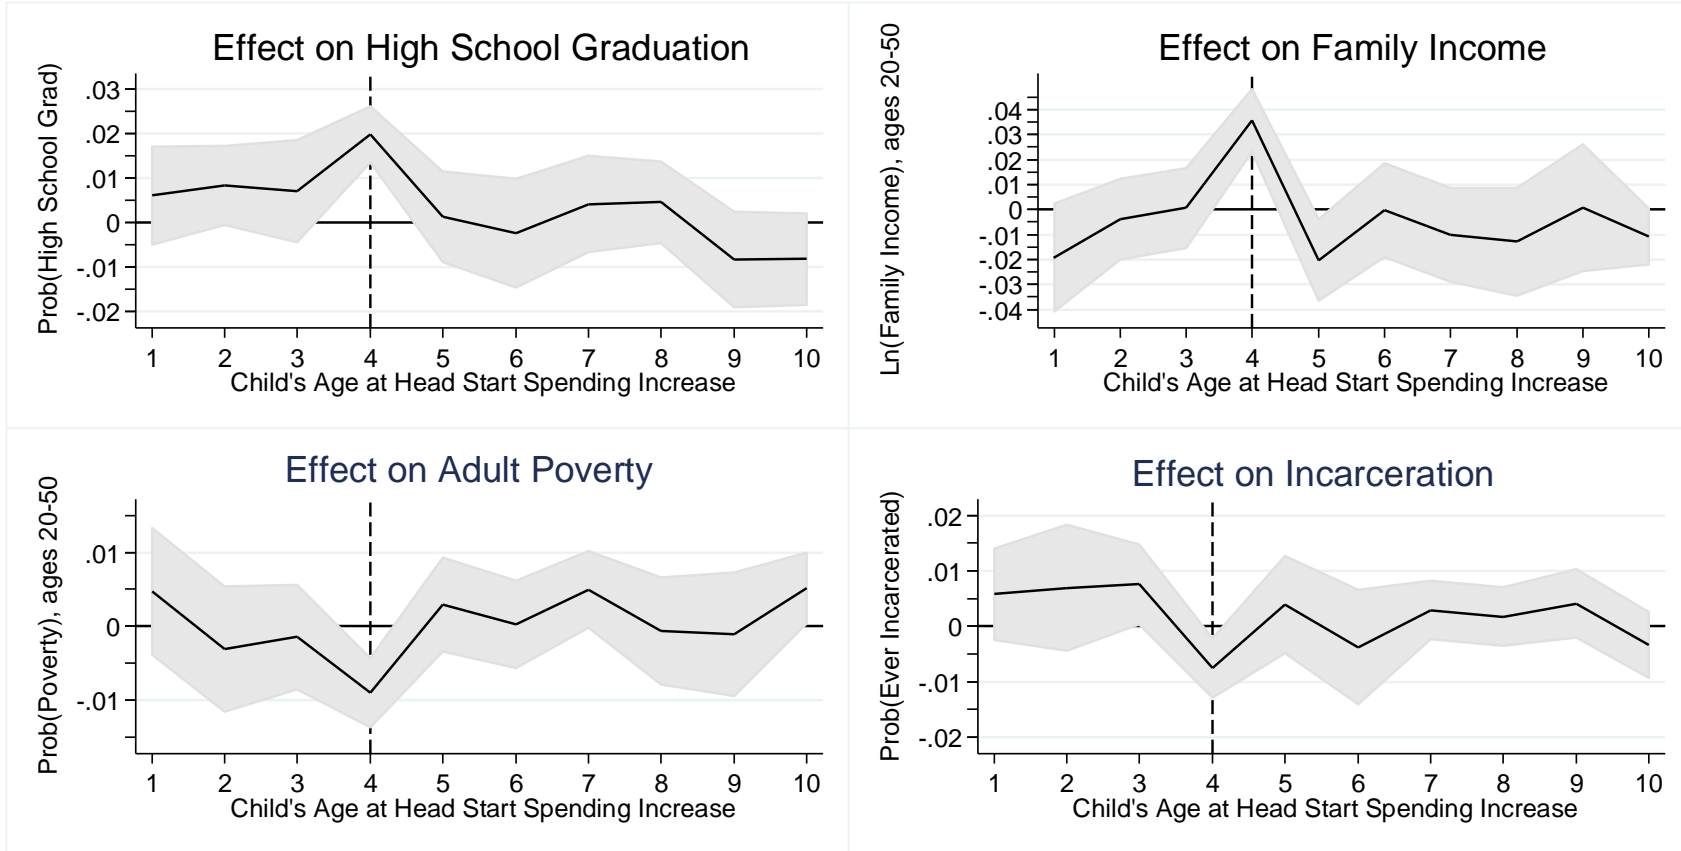 Effect on High School Graduation
Prob(High School Grad)
.03
.02
.01
0
-.01
-.02
1 2 3 4 5 6 7 8 9 10
Child's Age at Head Start Spending Increase
Effect on Family Income
Ln(Family Income), ages 20-50
.04
.03
.02
.01
0
-.01
-.02
-.03
-.04
1 2 3 4 5 6 7 8 9 10
Child's Age at Head Start Spending Increase
Effect on Adult Poverty
Prob(Poverty), ages 20-50
.01
0
-.01
1 2 3 4 5 6 7 8 9 10
Child's Age at Head Start Spending Increase
Effect on Incarceration
Prob(Ever Incarcerated)
.02
.01
0
-.01
-.02
1 2 3 4 5 6 7 8 9 10
Child's Age at Head Start Spending Increase